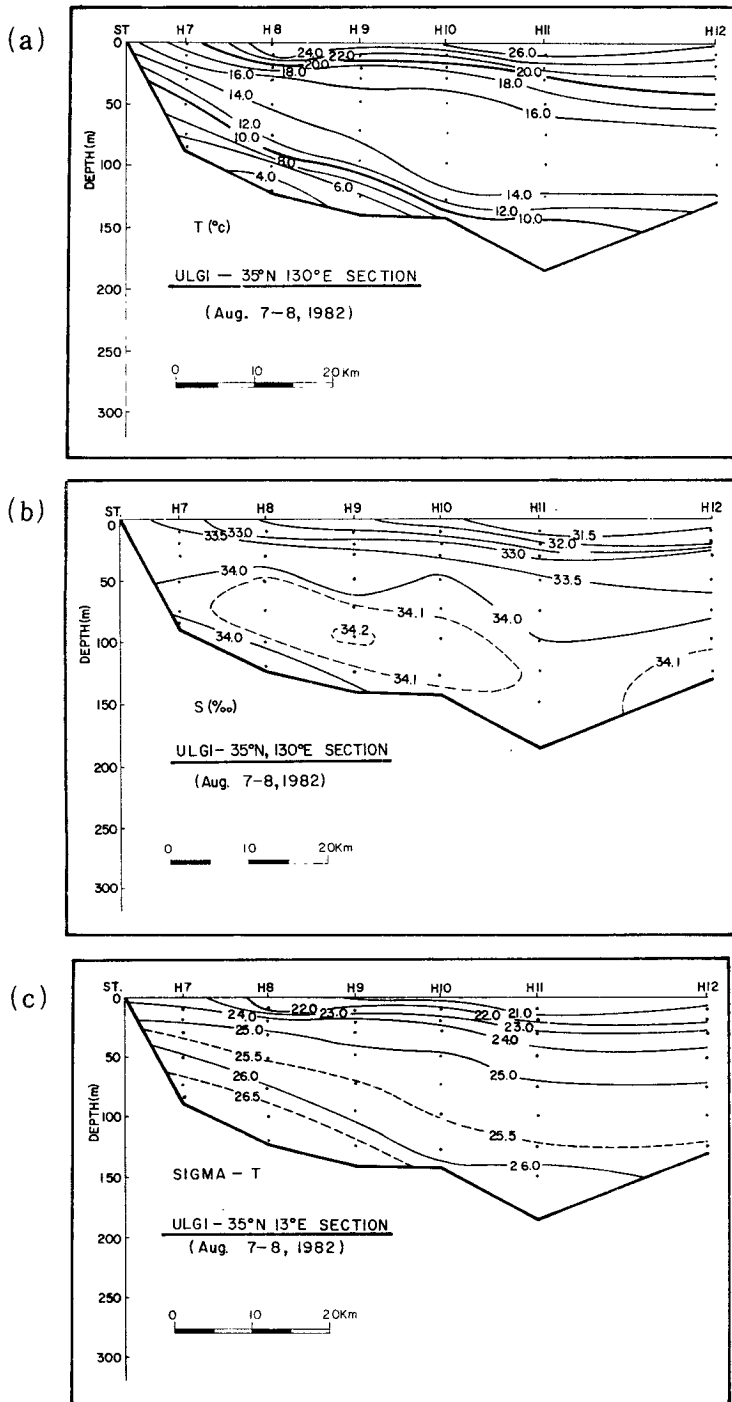 (a)
ST. H7 H8 H9 H10 H11 H12
0
50
100
150
200
250
300
DEPTH(m)
24.0 22.0 26.0
20.0 20.0
16.0 18.0 18.0
14.0 16.0
12.0
10.0
8.0
4.0 6.0 14.0
12.0
10.0
T (°c)
ULGI — 35°N 130°E SECTION
(Aug. 7-8, 1982)
0 10 20Km
(b)
ST. H7 H8 H9 H10 H11 H12
0
50
100
150
200
250
300
DEPTH(m)
33.5 33.0 31.5
32.0
33.0
34.0 33.5
34.1 34.0
34.2
34.0 34.1
34.1
S (‰)
ULGI-35°N, 130°E SECTION
(Aug. 7-8, 1982)
0 10 20Km
(c)
ST. H7 H8 H9 H10 H11 H12
0
50
100
150
200
250
300
DEPTH(m)
24.0 22.0 23.0 22.0 21.0
25.0 23.0
24.0
25.5
26.0 25.0
26.5
25.5
26.0
SIGMA - T
ULGI-35°N 13°E SECTION
(Aug. 7-8, 1982)
0 10 20Km